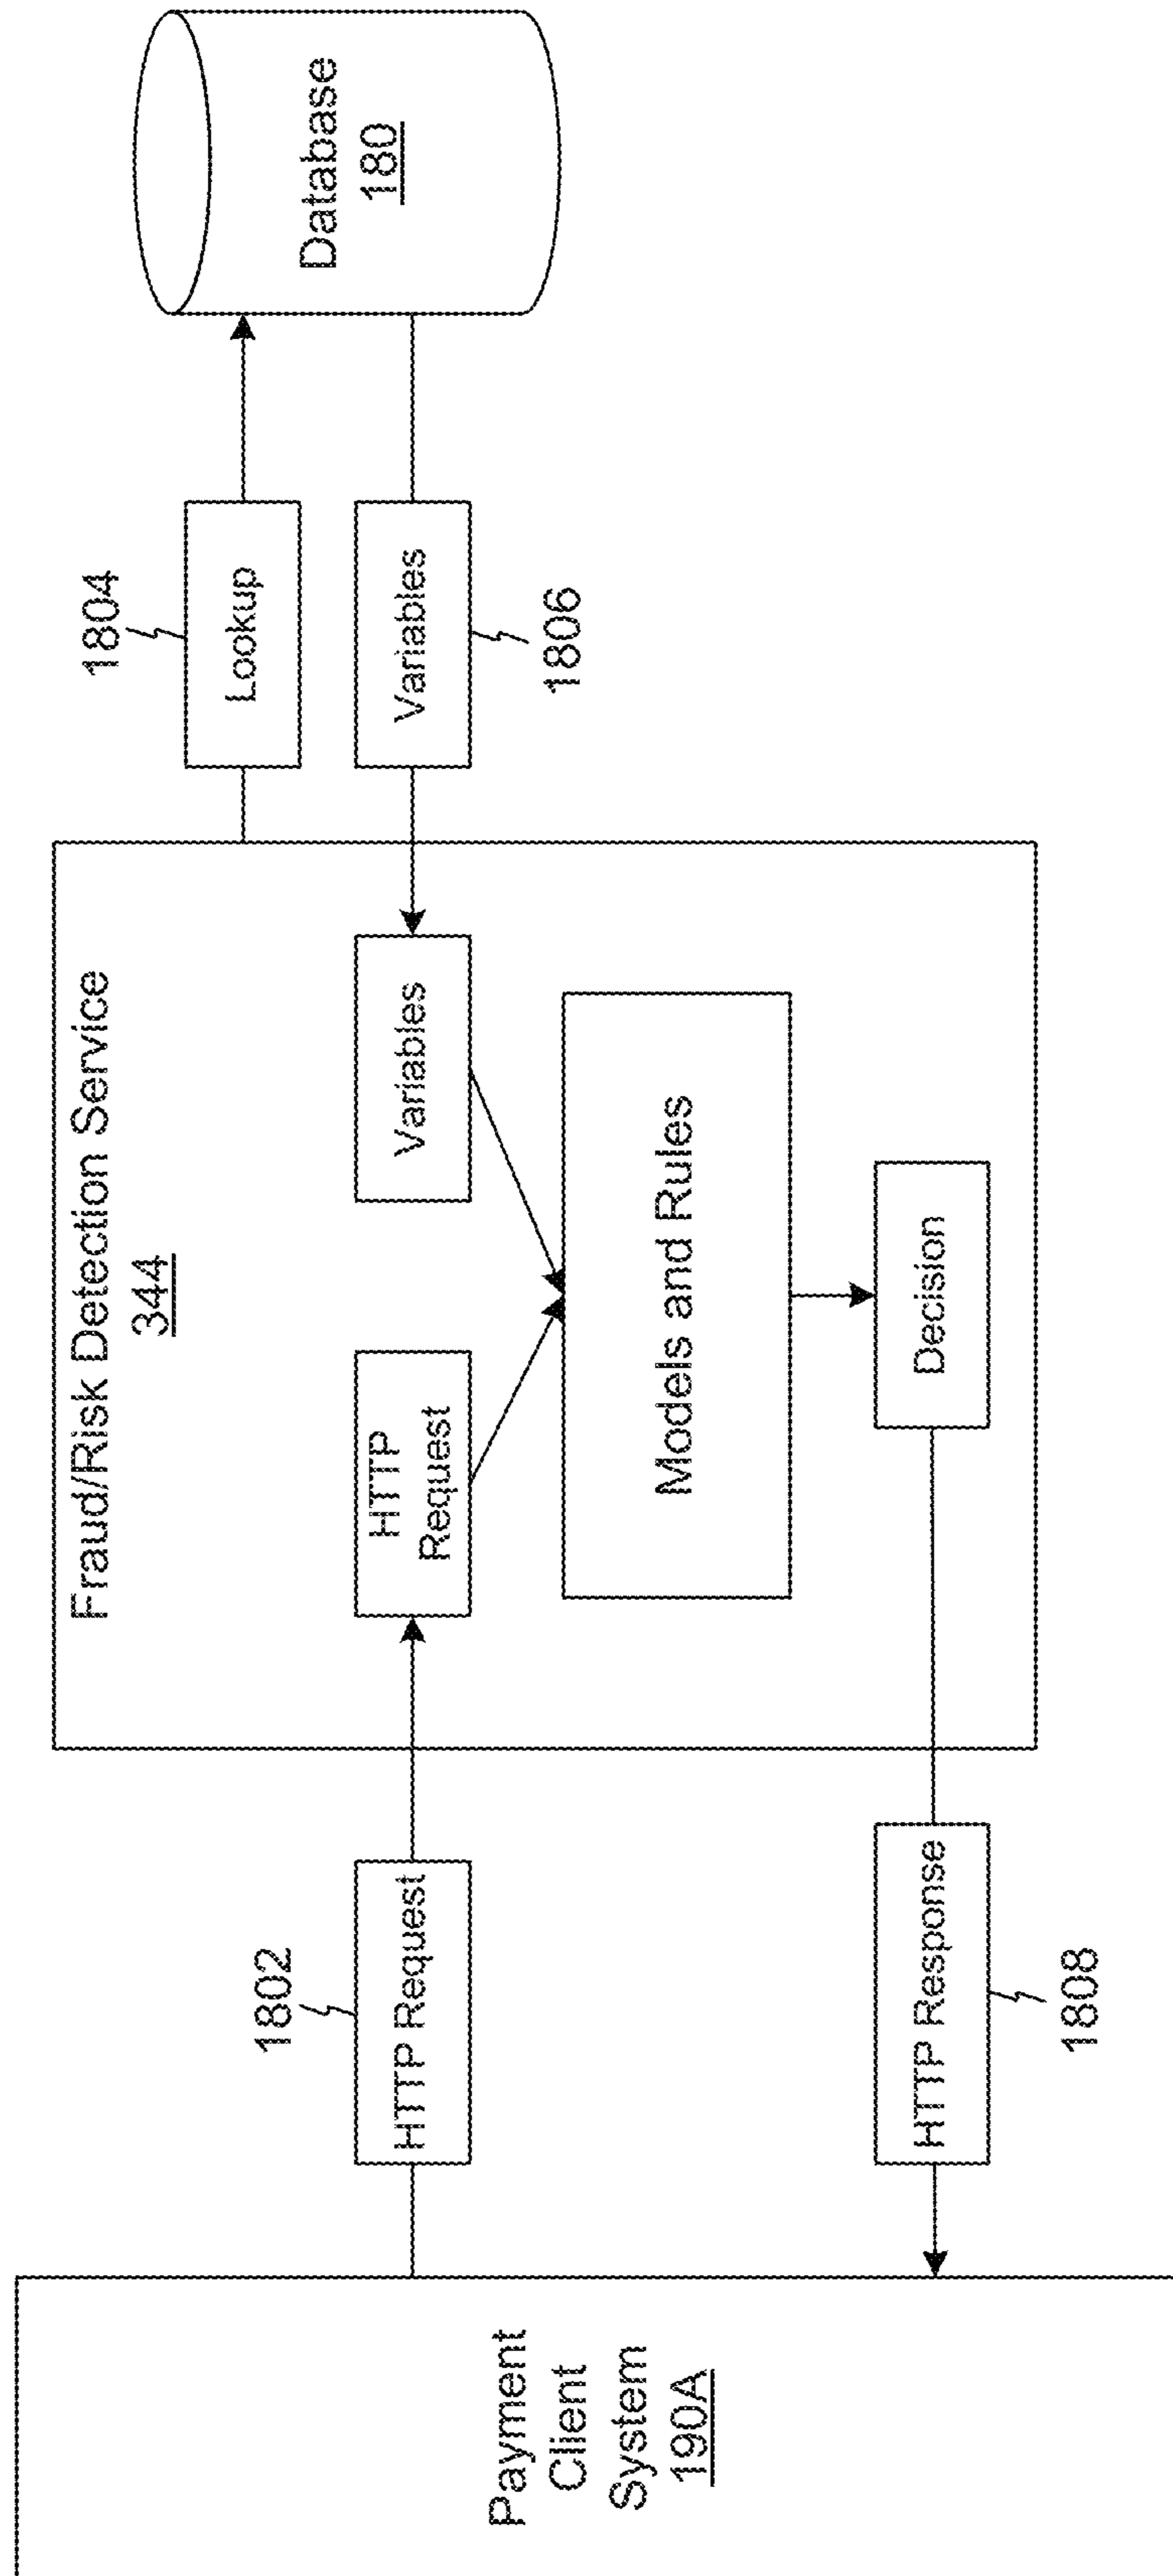 Payment
Client
System
190A
1802
HTTP Request
HTTP Response
1808
Fraud/Risk Detection Service
344
HTTP
Request
Variables
Models and Rules
Decision
1804
Lookup
Variables
1806
Database
180